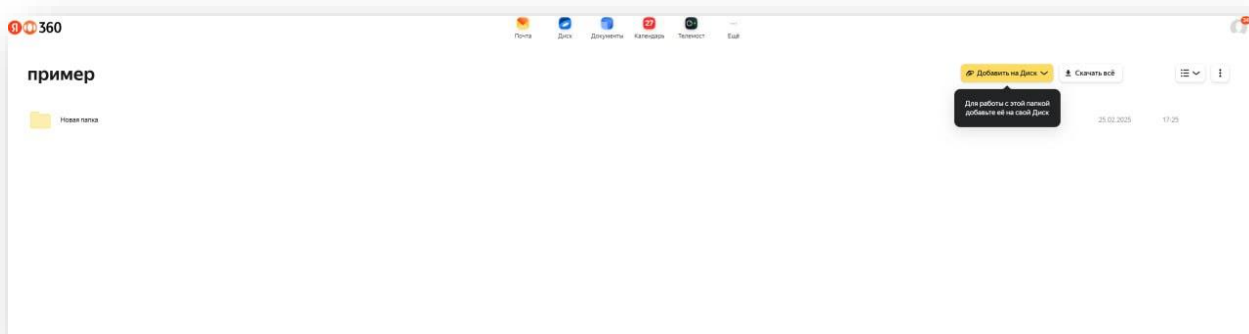 Я 360
27
Почта
Диск
Документы
Календарь
Телемост
Ещё
пример
Добавить на Диск
Скачать всё
Для работы с этой папкой
добавьте её на свой Диск
Новая папка
25.02.2025
17:25